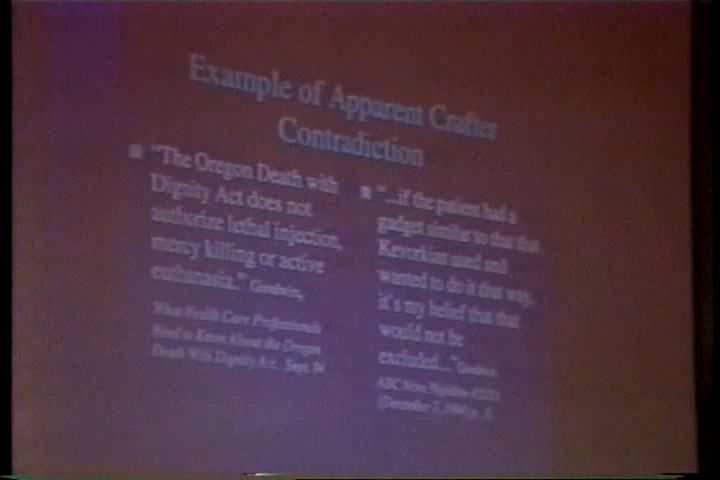 Example of Apparent Crafter
Contradiction
"The Oregon Death with
Dignity Act does not
authorize lethal injection,
mercy killing or active
euthanasia." Goodwin,
What Health Care Professionals
Need to Know About the Oregon
Death With Dignity Act. Sept.
"...if the patient had a
gadget similar to that that
Kevorkian used and
wanted to do it that way,
it's my belief that that
would not be
excluded..." Goodwin
ABC News Nightline
(December 2, 1994)